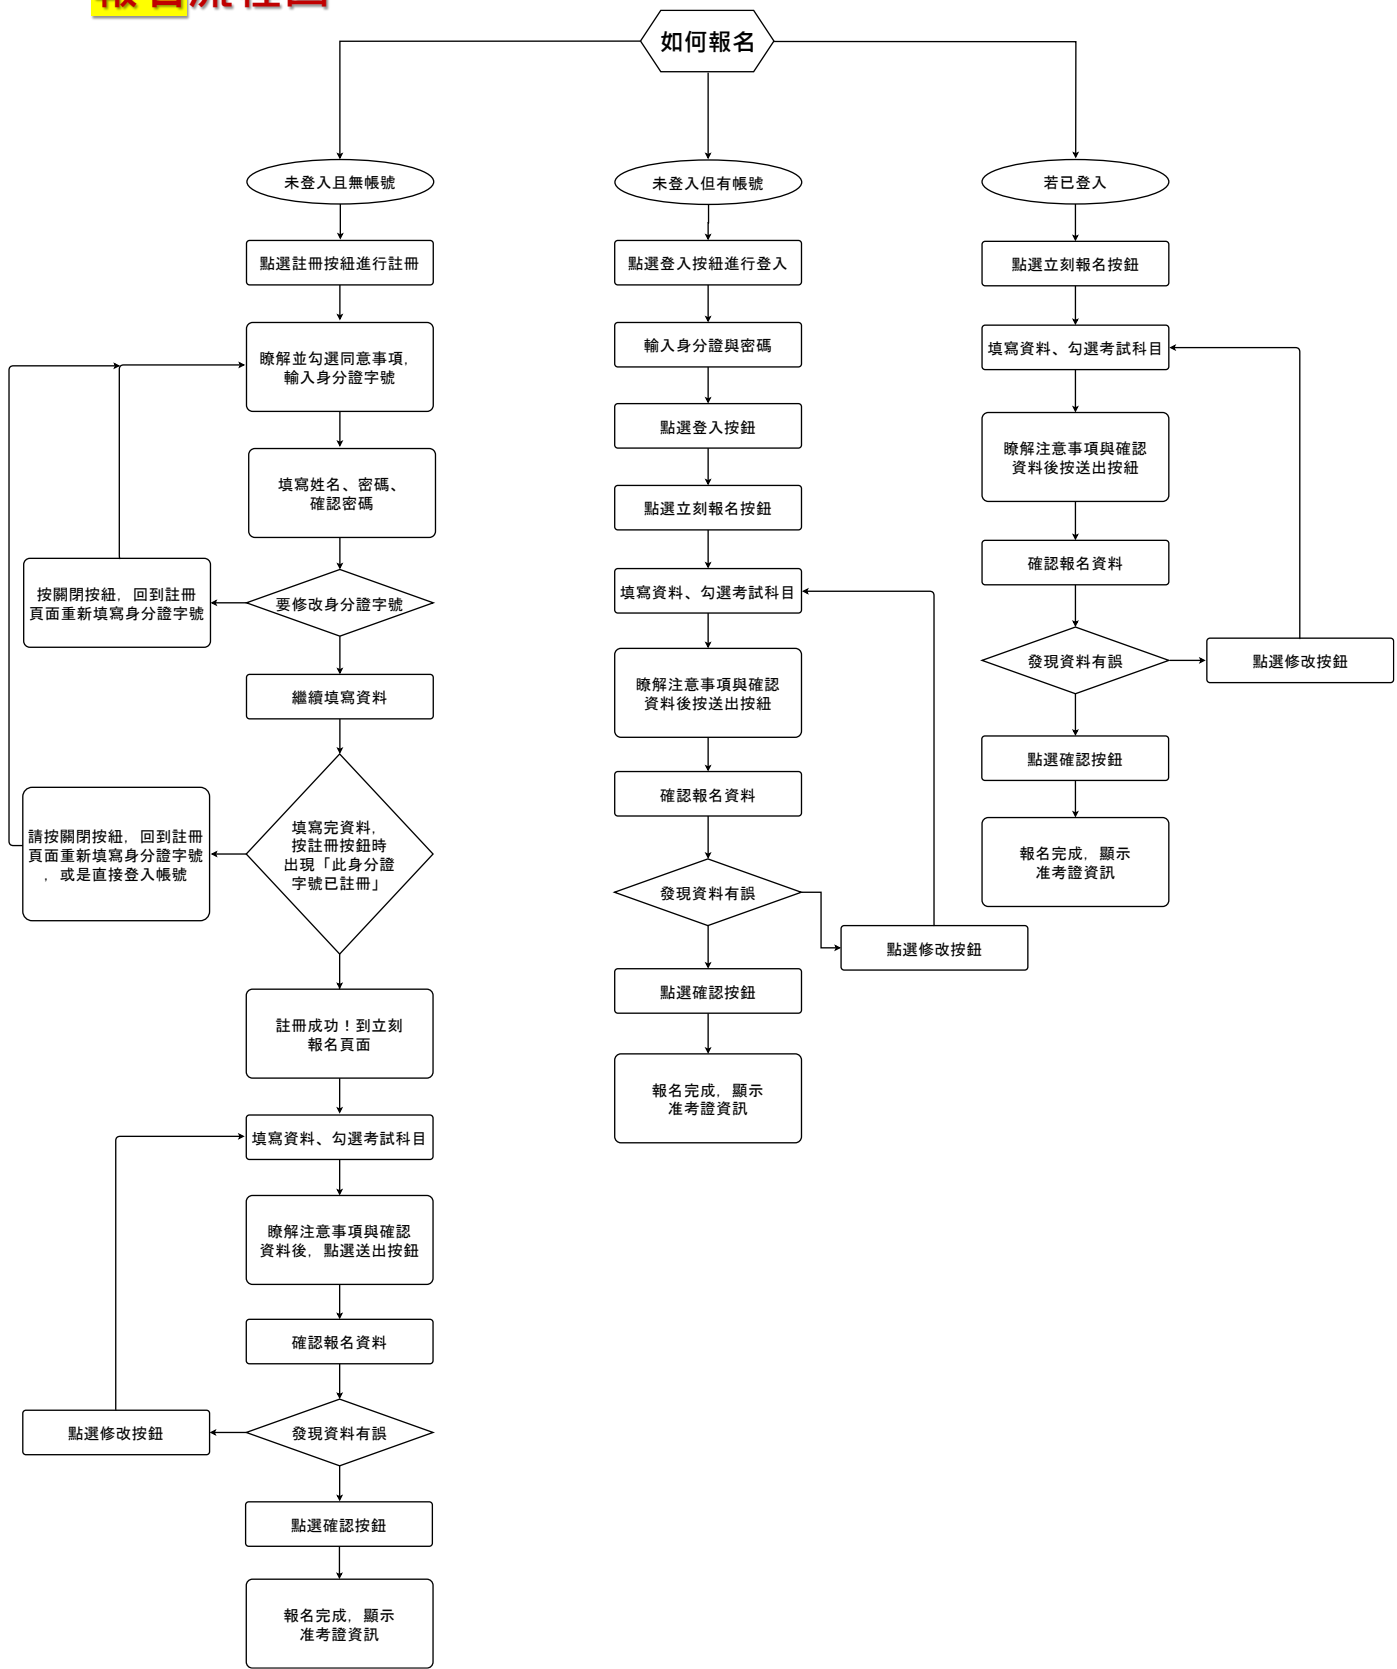 報名流程圖
如何報名
未登入且無帳號
點選註冊按紐進行註冊
瞭解並勾選同意事項，
輸入身分證字號
填寫姓名、密碼、
確認密碼
要修改身分證字號
按關閉按紐，回到註冊
頁面重新填寫身分證字號
繼續填寫資料
填寫完資料，
按註冊按鈕時
出現「此身分證
字號已註冊」
請按關閉按紐，回到註冊
頁面重新填寫身分證字號
，或是直接登入帳號
註冊成功！到立刻
報名頁面
填寫資料、勾選考試科目
瞭解注意事項與確認
資料後，點選送出按鈕
確認報名資料
發現資料有誤
點選修改按鈕
點選確認按鈕
報名完成，顯示
准考證資訊
未登入但有帳號
點選登入按紐進行登入
輸入身分證與密碼
點選登入按鈕
點選立刻報名按鈕
填寫資料、勾選考試科目
瞭解注意事項與確認
資料後按送出按紐
確認報名資料
發現資料有誤
點選修改按鈕
點選確認按鈕
報名完成，顯示
准考證資訊
若已登入
點選立刻報名按鈕
填寫資料、勾選考試科目
瞭解注意事項與確認
資料後按送出按紐
確認報名資料
發現資料有誤
點選修改按鈕
點選確認按鈕
報名完成，顯示
准考證資訊